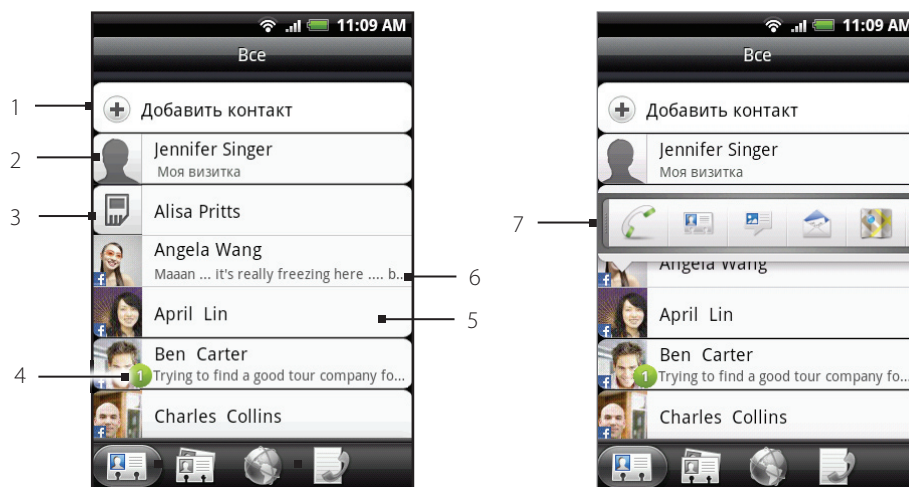 11:09 AM
Все
1
Добавить контакт
2
Jennifer Singer
Моя визитка
3
Alisa Pritts
Angela Wang
Maaan ... it's really freezing here .... b...
6
April Lin
5
Ben Carter
4
1
Trying to find a good tour company fo...
Charles Collins
11:09 AM
Все
Добавить контакт
Jennifer Singer
Моя визитка
7
Angela Wang
April Lin
Ben Carter
1
Trying to find a good tour company fo...
Charles Collins